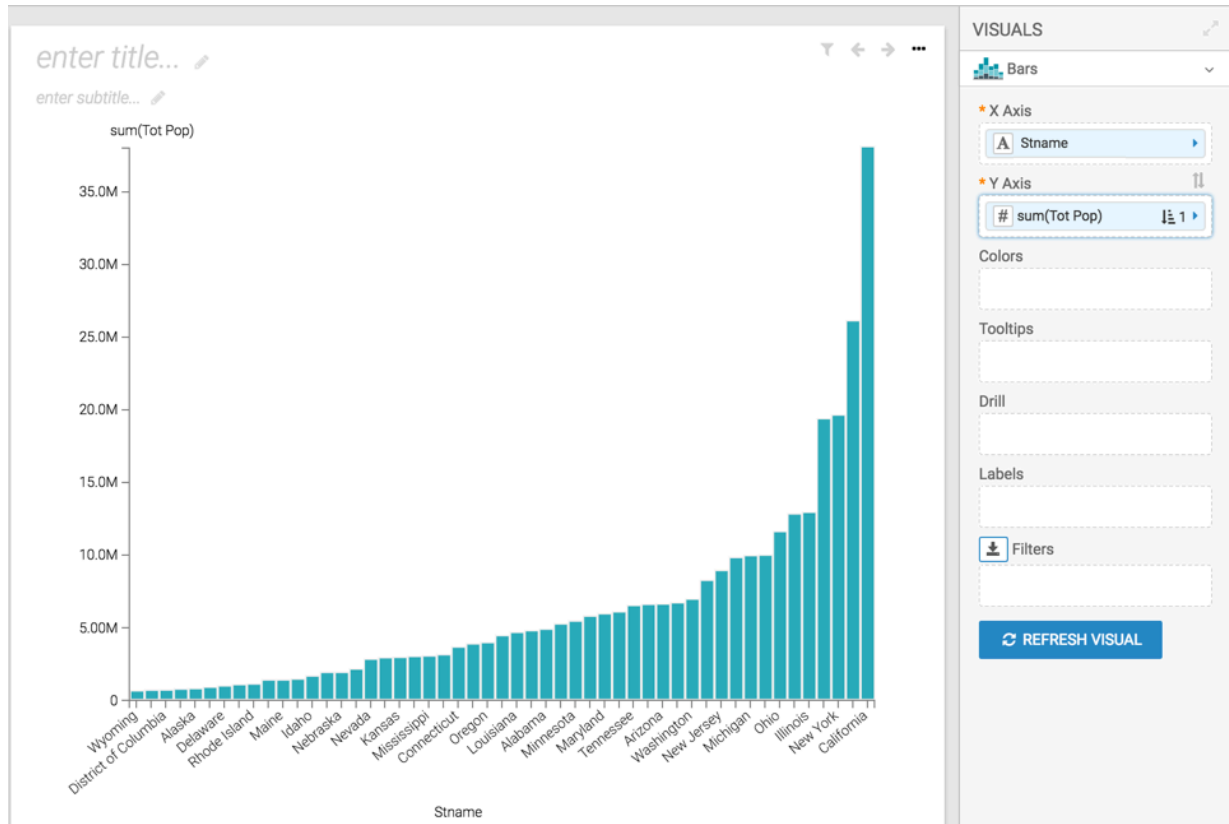 enter title...
enter subtitle...
sum(Tot Pop)
35.0M
30.0M
25.0M
20.0M
15.0M
10.0M
5.00M
0
Wyoming
District of Columbia
Alaska
Delaware
Rhode Island
Maine
Idaho
Nebraska
Nevada
Kansas
Mississippi
Connecticut
Oregon
Louisiana
Alabama
Minnesota
Maryland
Tennessee
Arizona
Washington
New Jersey
Michigan
Ohio
Illinois
New York
California
Stname
VISUALS
Bars
* X Axis
A Stname
* Y Axis
# sum(Tot Pop) 1
Colors
Tooltips
Drill
Labels
Filters
REFRESH VISUAL